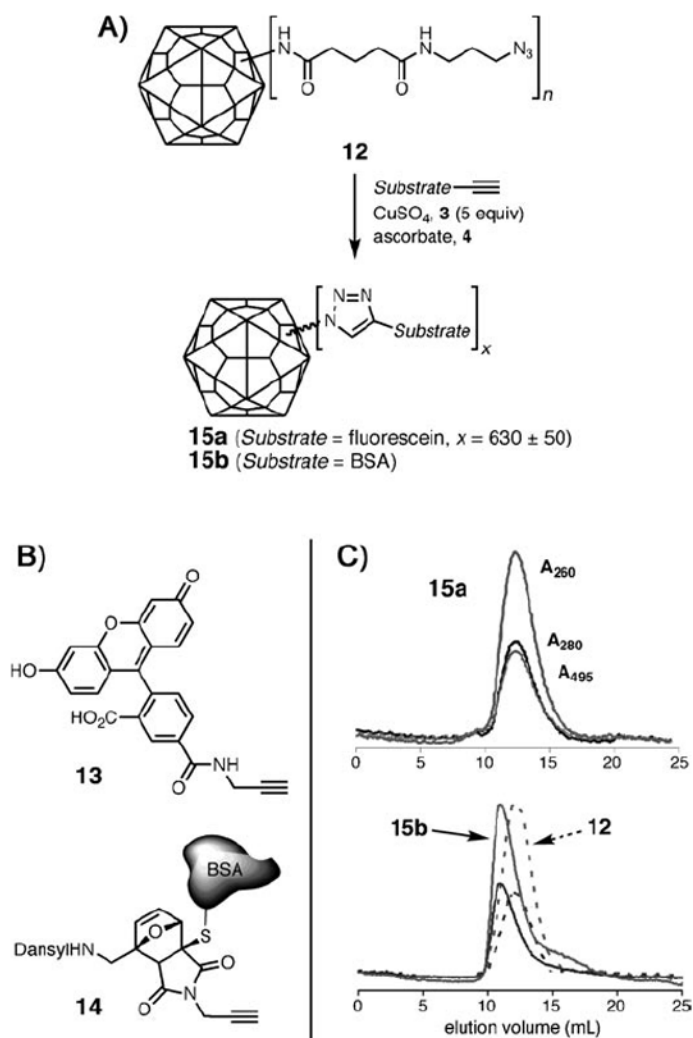 A)
H
N
O
O
H
N
N3
n
12
Substrate
CuSO4, 3 (5 equiv)
ascorbate, 4
N=N
N
Substrate
x
15a (Substrate = fluorescein, x = 630 ± 50)
15b (Substrate = BSA)
B)
O
O
HO
HO2C
O
NH
13
BSA
O
S
DansylHN
O
N
O
14
C)
15a
A260
A280
A495
0 5 10 15 20 25
15b
12
0 5 10 15 20 25
elution volume (mL)